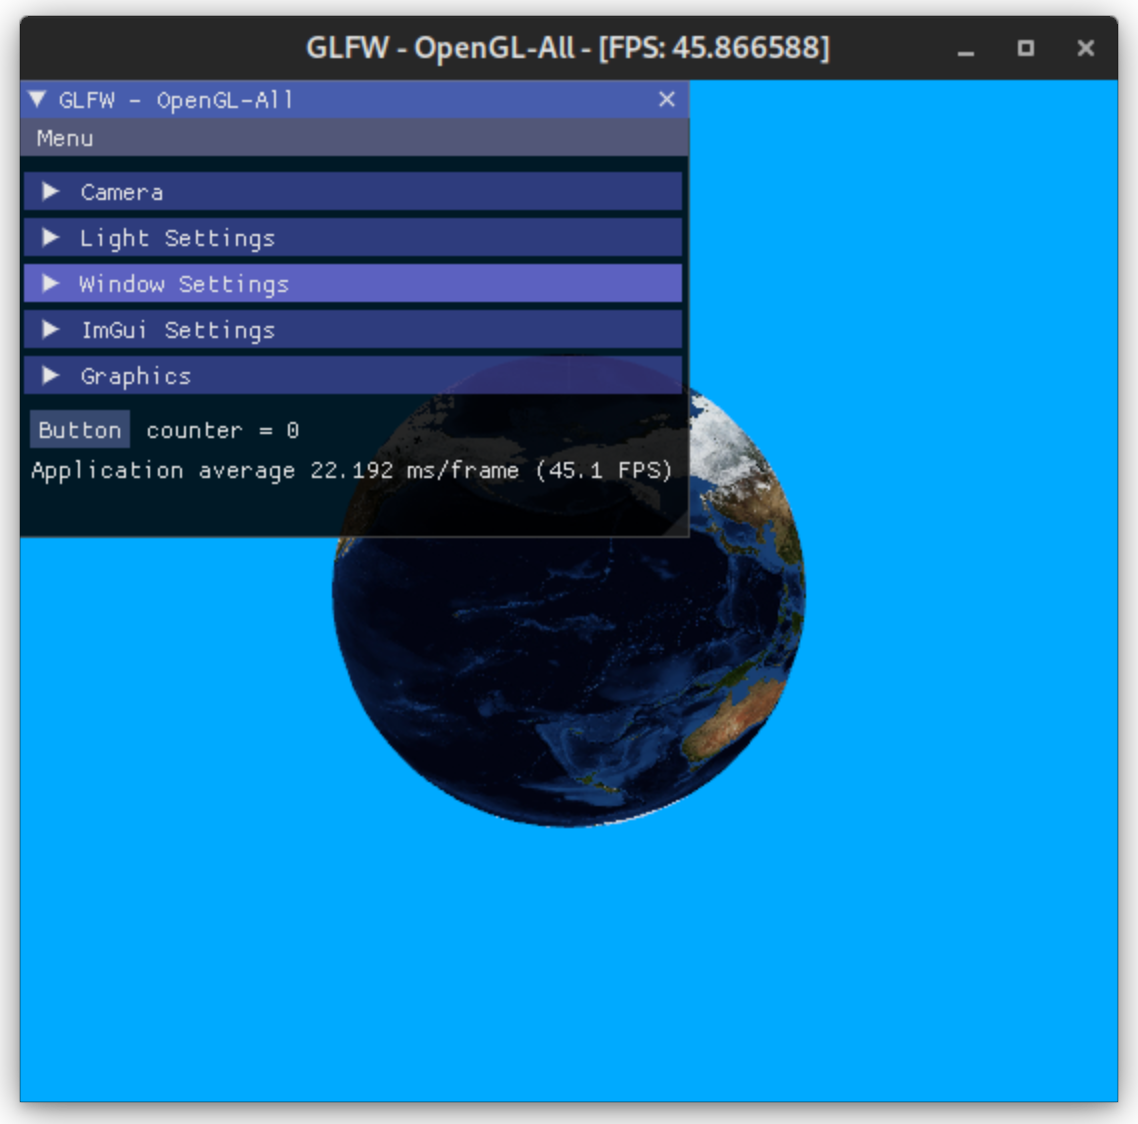 GLFW - OpenGL-All - [FPS: 45.866588]
GLFW - OpenGL-All
Menu
Camera
Light Settings
Window Settings
ImGui Settings
Graphics
Button counter = 0
Application average 22.192 ms/frame (45.1 FPS)